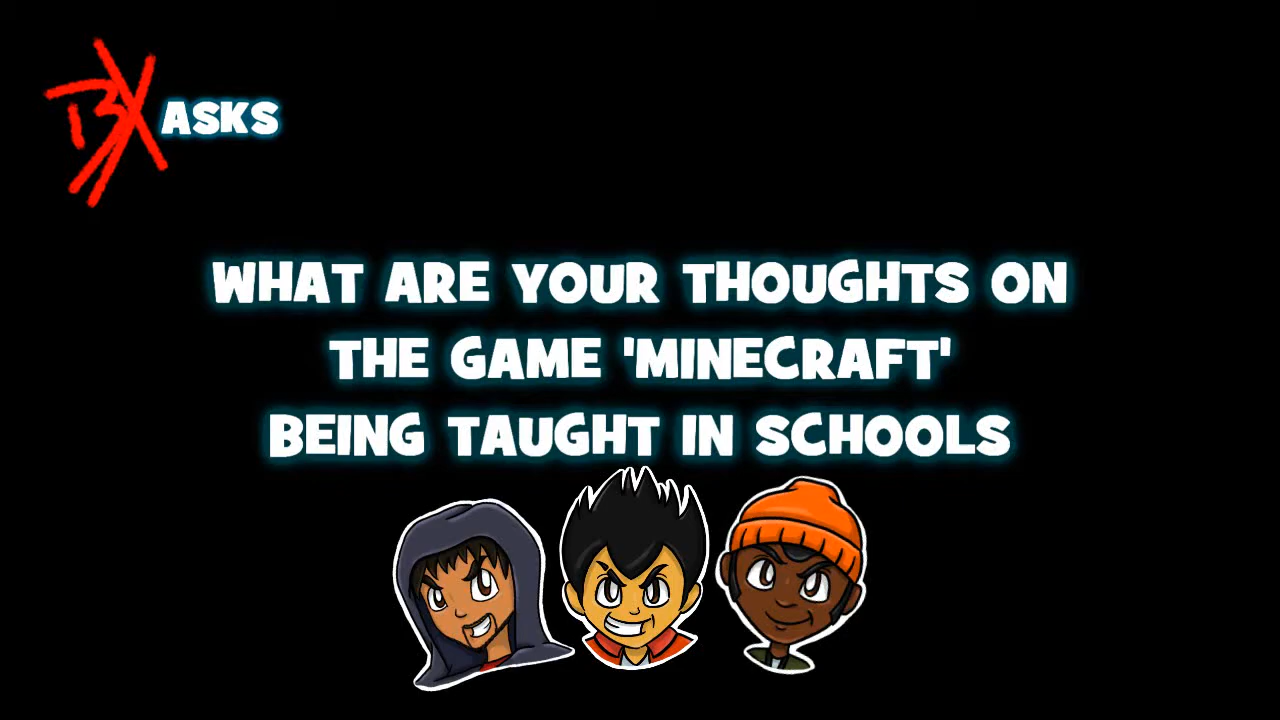 BX ASKS
WHAT ARE YOUR THOUGHTS ON
THE GAME 'MINECRAFT'
BEING TAUGHT IN SCHOOLS